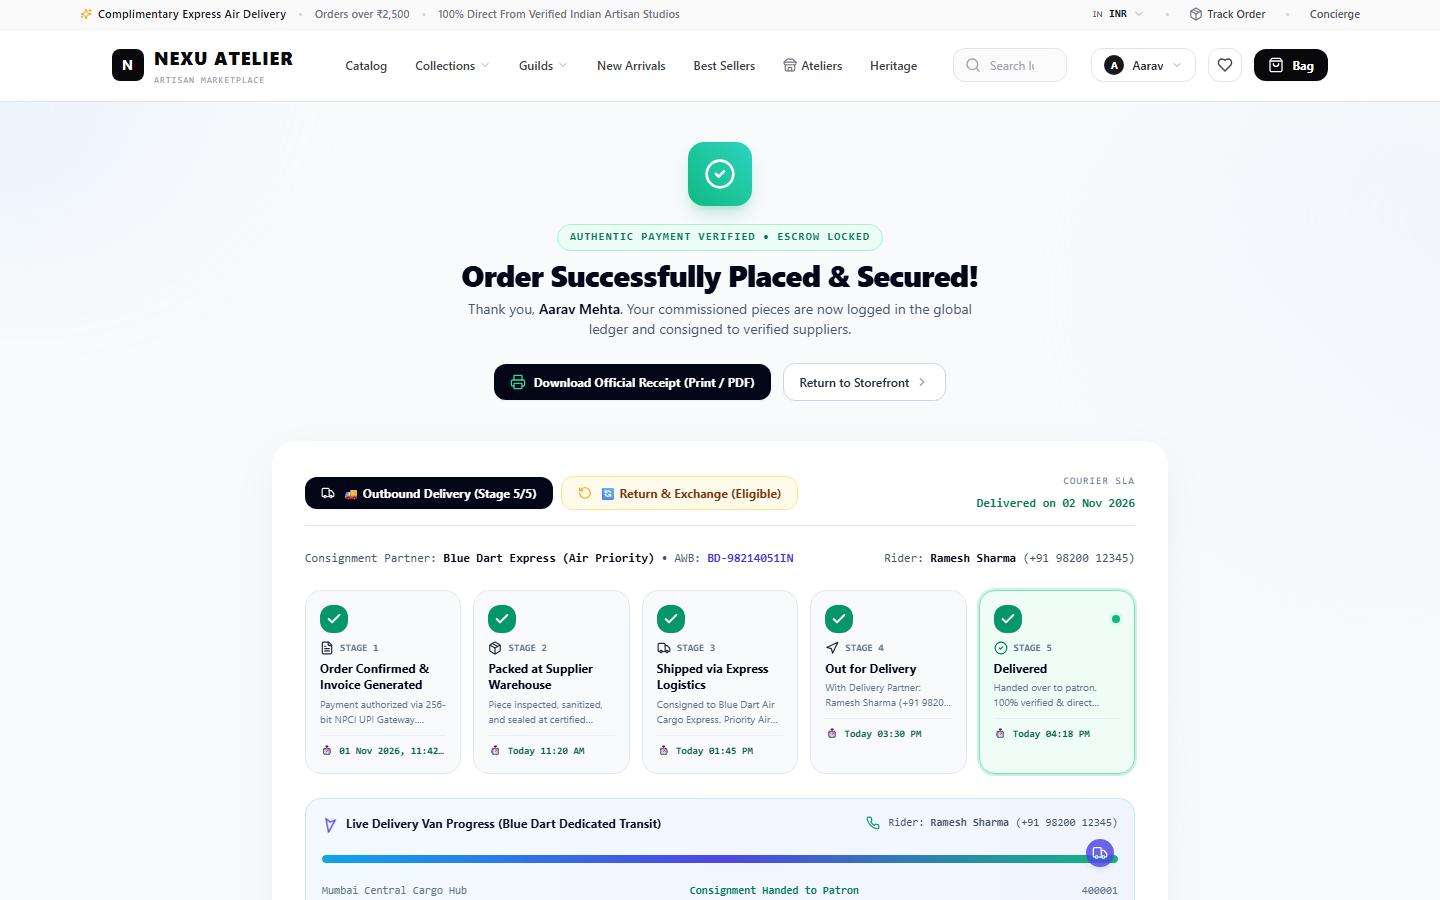 Complimentary Express Air Delivery • Orders over ₹2,500 • 100% Direct From Verified Indian Artisan Studios
IN INR • Track Order • Concierge
N NEXU ATELIER
ARTISAN MARKETPLACE
Catalog Collections Guilds New Arrivals Best Sellers Ateliers Heritage
Search lu
A Aarav
Bag
AUTHENTIC PAYMENT VERIFIED • ESCROW LOCKED
Order Successfully Placed & Secured!
Thank you, Aarav Mehta. Your commissioned pieces are now logged in the global
ledger and consigned to verified suppliers.
Download Official Receipt (Print / PDF)
Return to Storefront
Outbound Delivery (Stage 5/5)
Return & Exchange (Eligible)
COURIER SLA
Delivered on 02 Nov 2026
Consignment Partner: Blue Dart Express (Air Priority) • AWB: BD-98214051IN
Rider: Ramesh Sharma (+91 98200 12345)
STAGE 1
Order Confirmed &
Invoice Generated
Payment authorized via 256-
bit NPCI UPI Gateway....
01 Nov 2026, 11:42…
STAGE 2
Packed at Supplier
Warehouse
Piece inspected, sanitized,
and sealed at certified...
Today 11:20 AM
STAGE 3
Shipped via Express
Logistics
Consigned to Blue Dart Air
Cargo Express. Priority Air...
Today 01:45 PM
STAGE 4
Out for Delivery
With Delivery Partner:
Ramesh Sharma (+91 9820...
Today 03:30 PM
STAGE 5
Delivered
Handed over to patron.
100% verified & direct...
Today 04:18 PM
Live Delivery Van Progress (Blue Dart Dedicated Transit)
Rider: Ramesh Sharma (+91 98200 12345)
Mumbai Central Cargo Hub
Consignment Handed to Patron
400001